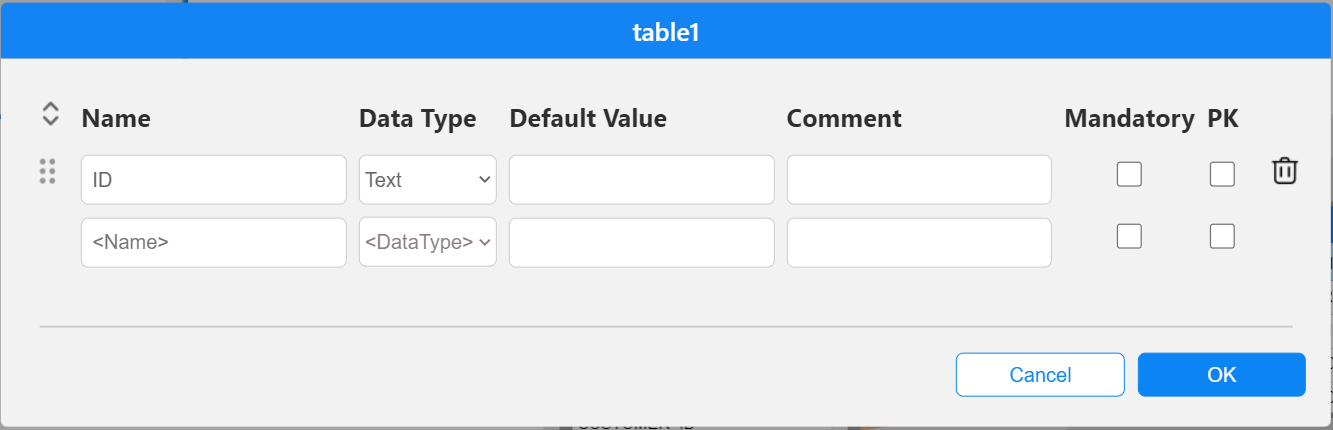 table1
Name Data Type Default Value Comment Mandatory PK
ID Text
<Name> <DataType>
Cancel OK